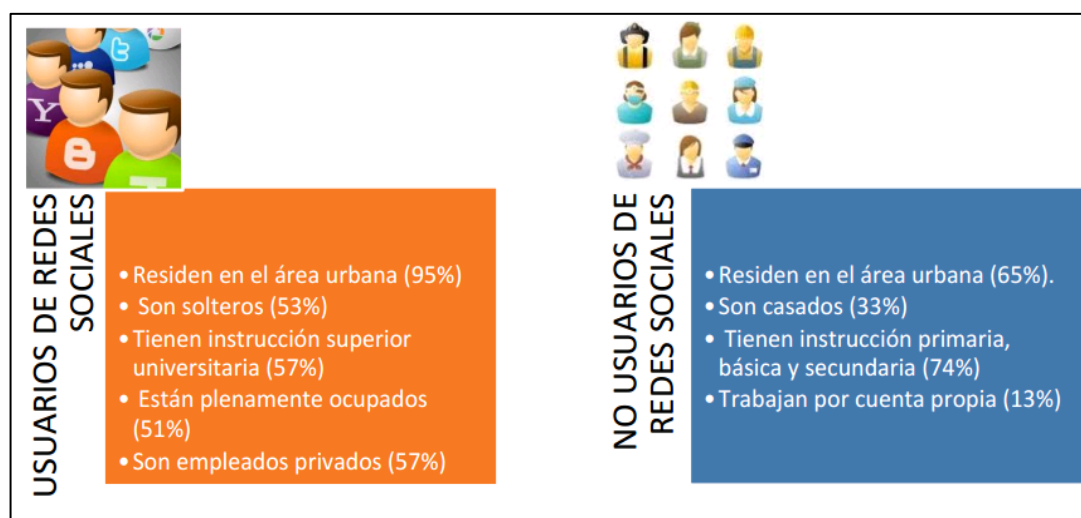 USUARIOS DE REDES
SOCIALES
• Residen en el área urbana (95%)
• Son solteros (53%)
• Tienen instrucción superior
universitaria (57%)
• Están plenamente ocupados
(51%)
• Son empleados privados (57%)
NO USUARIOS DE
REDES SOCIALES
• Residen en el área urbana (65%).
• Son casados (33%)
• Tienen instrucción primaria,
básica y secundaria (74%)
• Trabajan por cuenta propia (13%)